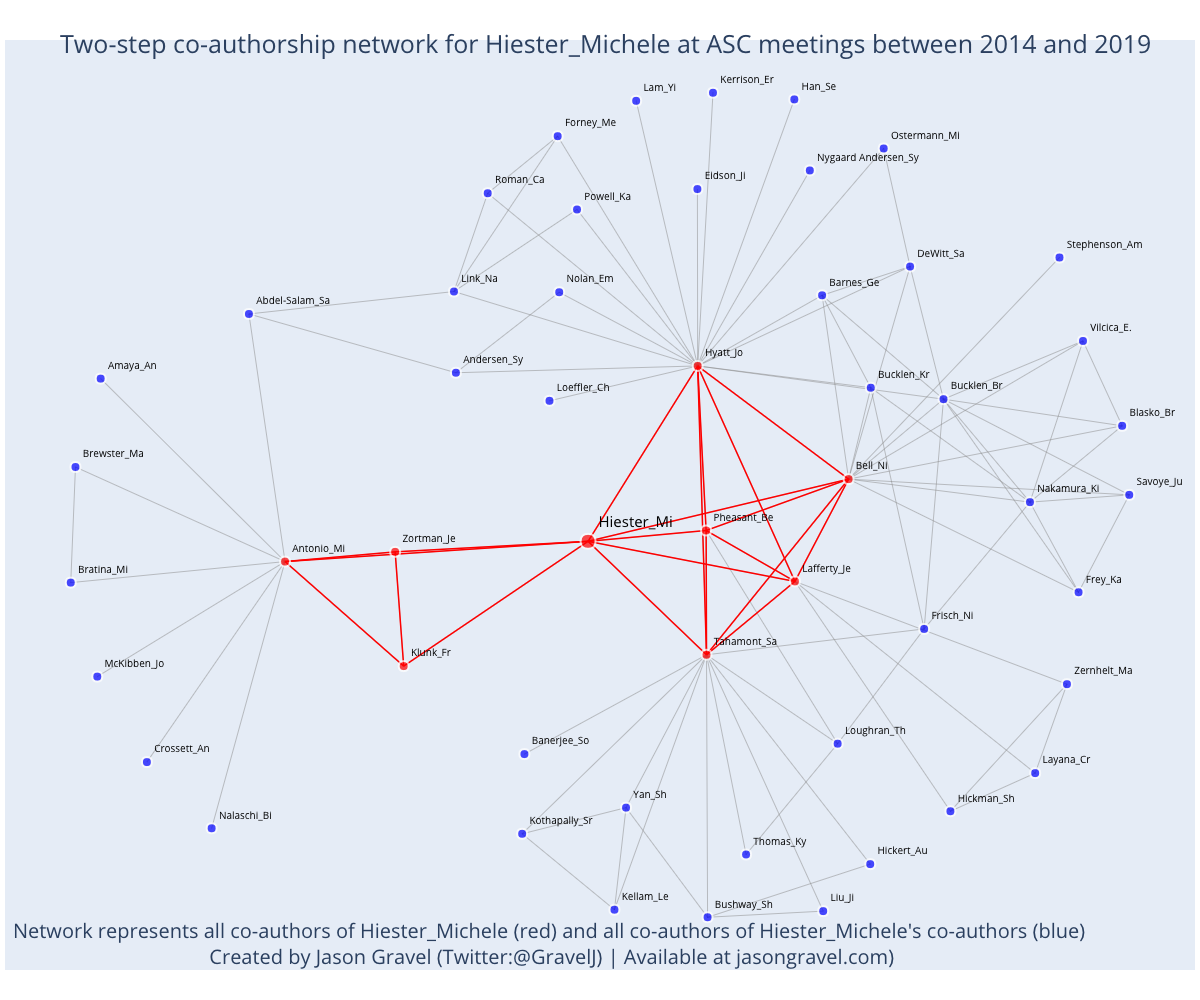 Two-step co-authorship network for Hiester_Michele at ASC meetings between 2014 and 2019
Kerrison_Er
Lam_Yi
Han_Se
Forney_Me
Ostermann_Mi
Nygaard Andersen_Sy
Eidson_Ji
Roman_Ca
Powell_Ka
Stephenson_Am
DeWitt_Sa
Link_Na
Nolan_Em
Barnes_Ge
Abdel-Salam_Sa
Vilcica_E.
Hyatt_Jo
Andersen_Sy
Amaya_An
Bucklen_Kr
Loeffler_Ch
Bucklen_Br
Blasko_Br
Brewster_Ma
Bell_Ni
Savoye_Ju
Nakamura_Ki
Pheasant_Be
Hiester_Mi
Zortman_Je
Antonio_Mi
Bratina_Mi
Lafferty_Je
Frey_Ka
Frisch_Ni
Tahamont_Sa
Klunk_Fr
McKibben_Jo
Zernhelt_Ma
Loughran_Th
Banerjee_So
Crossett_An
Layana_Cr
Yan_Sh
Hickman_Sh
Nalaschi_Bi
Kothapally_Sr
Thomas_Ky
Hickert_Au
Kellam_Le
Liu_Ji
Bushway_Sh
Network represents all co-authors of Hiester_Michele (red) and all co-authors of Hiester_Michele's co-authors (blue)
Created by Jason Gravel (Twitter:@GravelJ) | Available at jasongravel.com)